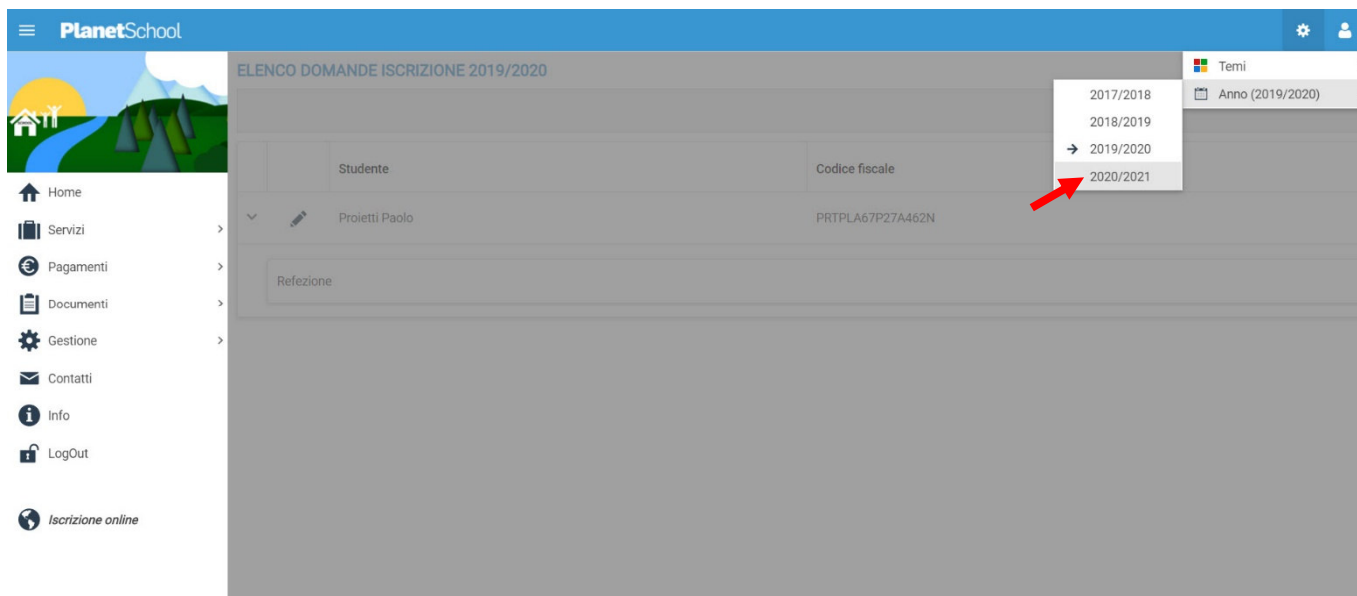 PlanetSchool
ELENCO DOMANDE ISCRIZIONE 2019/2020
Temi
Anno (2019/2020)
2017/2018
2018/2019
→ 2019/2020
2020/2021
Studente Codice fiscale
Proietti Paolo PRTPLA67P27A462N
Refezione
Home
Servizi
Pagamenti
Documenti
Gestione
Contatti
Info
LogOut
Iscrizione online